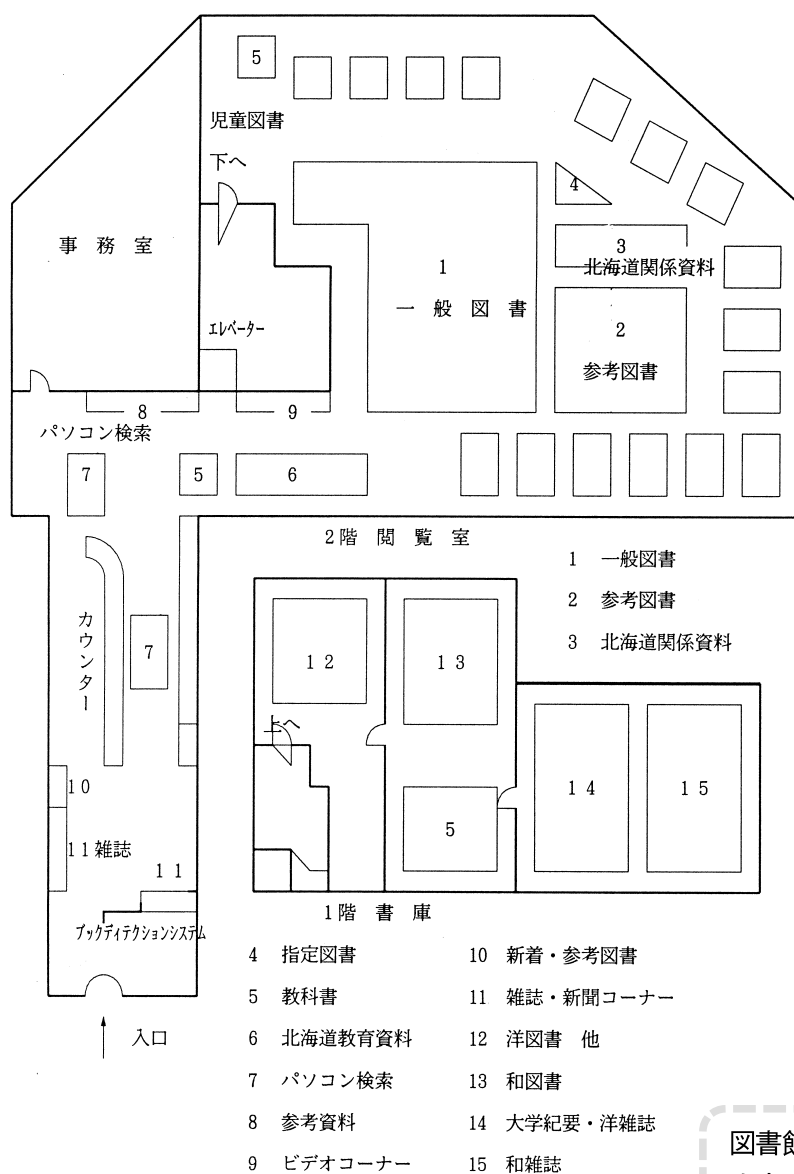 5
児童図書
下へ
4
事務室
1
一般図書
3
北海道関係資料
2
参考図書
エレベーター
8
9
パソコン検索
7
5
6
2階 閲覧室
カウンター
7
10
11 雑誌
11
ブックディテクションシステム
入口
12
13
上へ
14
15
5
1階 書庫
1 一般図書
2 参考図書
3 北海道関係資料
4 指定図書
5 教科書
6 北海道教育資料
7 パソコン検索
8 参考資料
9 ビデオコーナー
10 新着・参考図書
11 雑誌・新聞コーナー
12 洋図書 他
13 和図書
14 大学紀要・洋雑誌
15 和雑誌
図書館